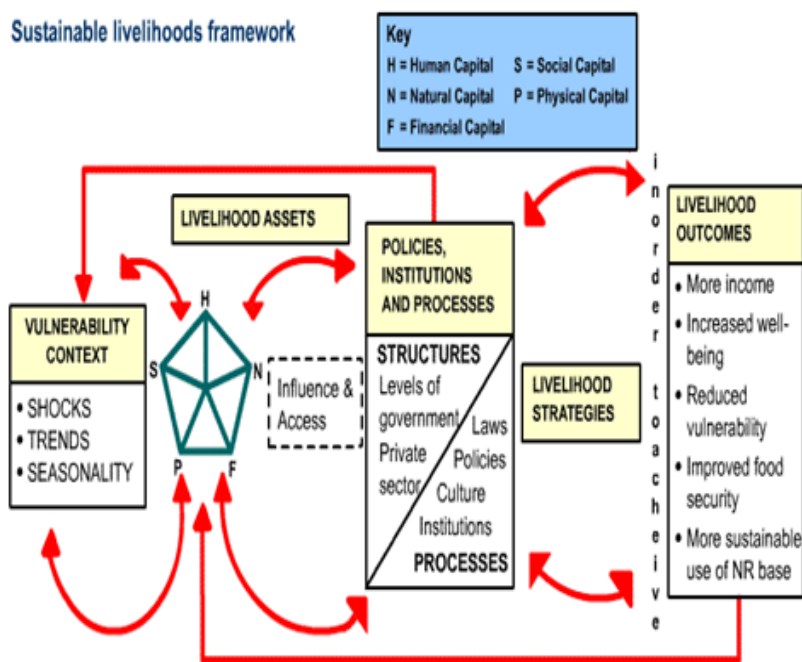 Sustainable livelihoods framework
Key
H = Human Capital S = Social Capital
N = Natural Capital P = Physical Capital
F = Financial Capital
LIVELIHOOD ASSETS
POLICIES,
INSTITUTIONS
AND PROCESSES
LIVELIHOOD
OUTCOMES
VULNERABILITY
CONTEXT
• SHOCKS
• TRENDS
• SEASONALITY
H
S
N
P
F
Influence &
Access
STRUCTURES
Levels of
government
Private
sector
Laws
Policies
Culture
Institutions
PROCESSES
LIVELIHOOD
STRATEGIES
inorder toacheive
• More income
• Increased well-
being
• Reduced
vulnerability
• Improved food
security
• More sustainable
use of NR base